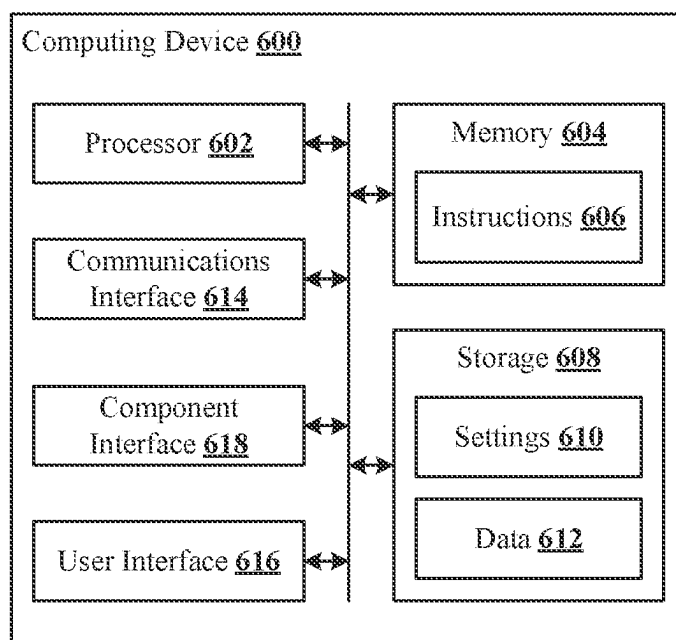 Computing Device 600
Processor 602
Communications
Interface 614
Component
Interface 618
User Interface 616
Memory 604
Instructions 606
Storage 608
Settings 610
Data 612